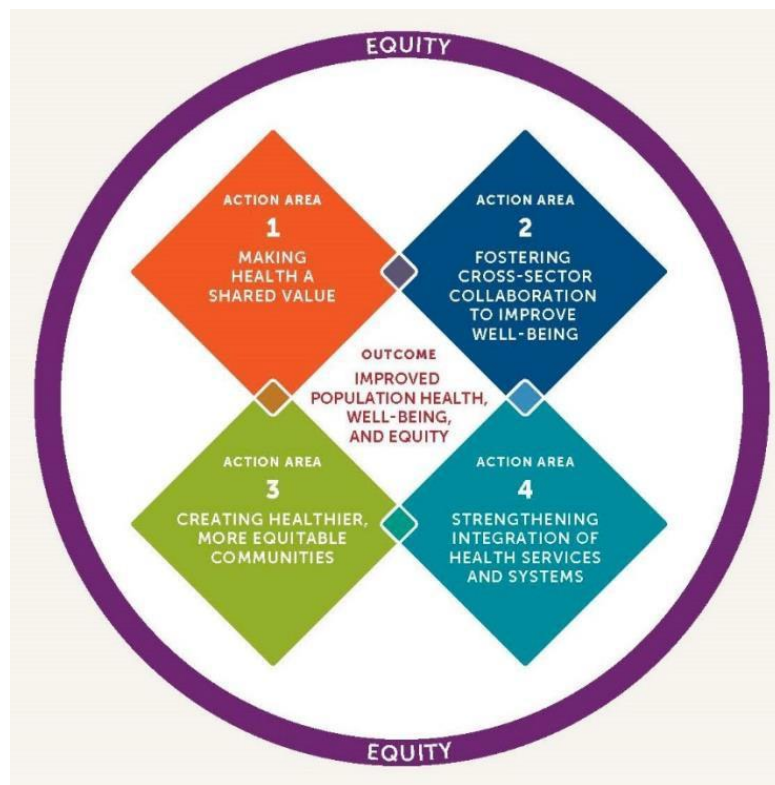 EQUITY
ACTION AREA
1
MAKING
HEALTH A
SHARED VALUE
ACTION AREA
2
FOSTERING
CROSS-SECTOR
COLLABORATION
TO IMPROVE
WELL-BEING
OUTCOME
IMPROVED
POPULATION HEALTH,
WELL-BEING,
AND EQUITY
ACTION AREA
3
CREATING HEALTHIER,
MORE EQUITABLE
COMMUNITIES
ACTION AREA
4
STRENGTHENING
INTEGRATION OF
HEALTH SERVICES
AND SYSTEMS
EQUITY